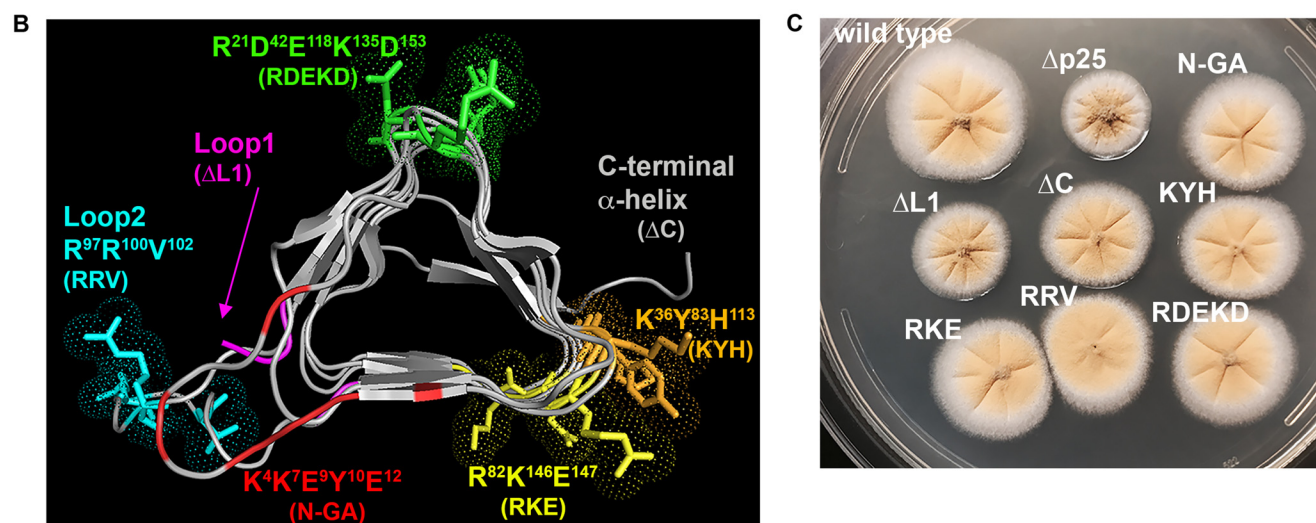 B
R²¹D⁴²E¹¹⁸K¹³⁵D¹⁵³
(RDEKD)
Loop1
(ΔL1)
C-terminal
α-helix
(ΔC)
Loop2
R⁹⁷R¹⁰⁰V¹⁰²
(RRV)
K³⁶Y⁸³H¹¹³
(KYH)
R⁸²K¹⁴⁶E¹⁴⁷
(RKE)
K⁴K⁷E⁹Y¹⁰E¹²
(N-GA)
C
wild type
Δp25
N-GA
ΔL1
ΔC
KYH
RKE
RRV
RDEKD